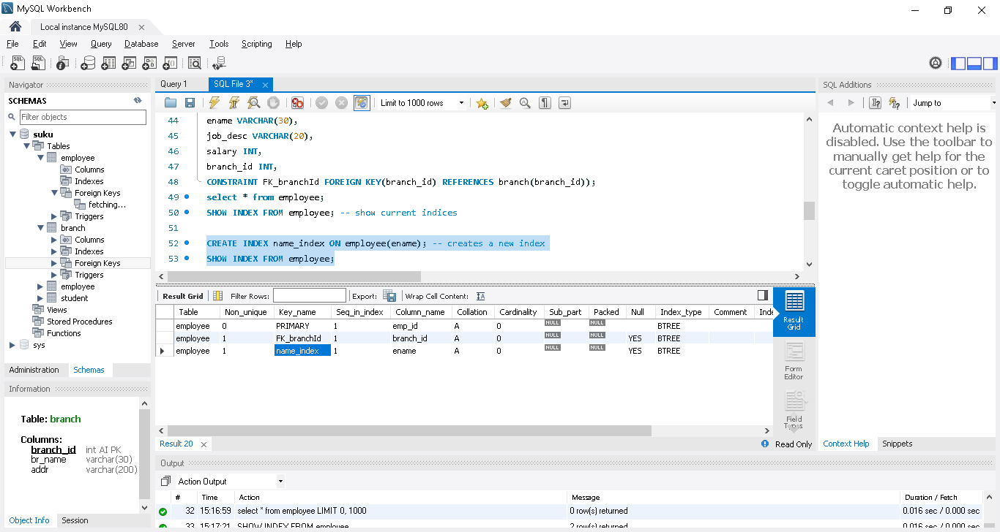 MySQL Workbench
Local instance MySQL80
File Edit View Query Database Server Tools Scripting Help
Navigator
SCHEMAS
Filter objects
suku
Tables
employee
Columns
Indexes
Foreign Keys
fetching...
Triggers
branch
Columns
Indexes
Foreign Keys
Triggers
employee
student
Views
Stored Procedures
Functions
sys
Administration Schemas
Information
Table: branch
Columns:
branch_id int AI PK
br_name varchar(30)
addr varchar(200)
Object Info Session
Query 1 SQL File 3*
Limit to 1000 rows
44 ename VARCHAR(30),
45 job_desc VARCHAR(20),
46 salary INT,
47 branch_id INT,
48 CONSTRAINT FK_branchId FOREIGN KEY(branch_id) REFERENCES branch(branch_id));
49 select * from employee;
50 SHOW INDEX FROM employee; -- show current indices
51
52 CREATE INDEX name_index ON employee(ename); -- creates a new index
53 SHOW INDEX FROM employee;
Result Grid Filter Rows: Export: Wrap Cell Content:
Table Non_unique Key_name Seq_in_index Column_name Collation Cardinality Sub_part Packed Null Index_type Comment Inde
employee 0 PRIMARY 1 emp_id A 0 NULL NULL BTREE
employee 1 FK_branchId 1 branch_id A 0 NULL NULL YES BTREE
employee 1 name_index 1 ename A 0 NULL NULL YES BTREE
Result Grid
Form Editor
Field Types
Result 20
Read Only
Output
Action Output
# Time Action Message Duration / Fetch
32 15:16:59 select * from employee LIMIT 0, 1000 0 row(s) returned 0.016 sec / 0.000 sec
33 15:17:21 SHOW INDEX FROM employee 2 row(s) returned 0.016 sec / 0.000 sec
SQL Additions
Jump to
Automatic context help is
disabled. Use the toolbar to
manually get help for the
current caret position or to
toggle automatic help.
Context Help Snippets